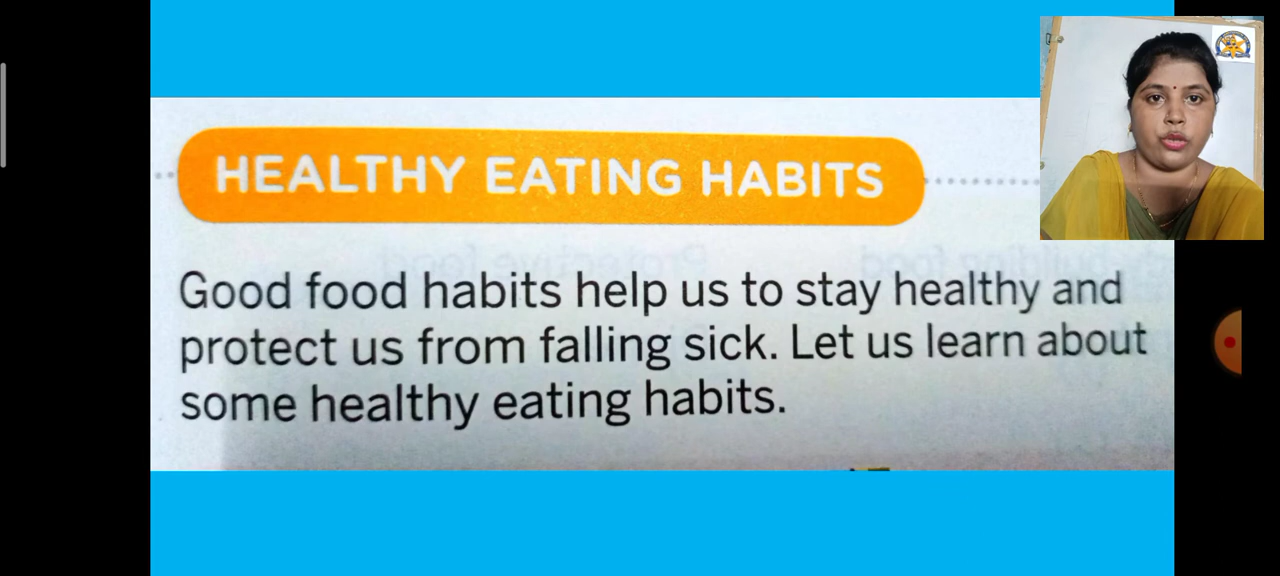 HEALTHY EATING HABITS
Good food habits help us to stay healthy and
protect us from falling sick. Let us learn about
some healthy eating habits.